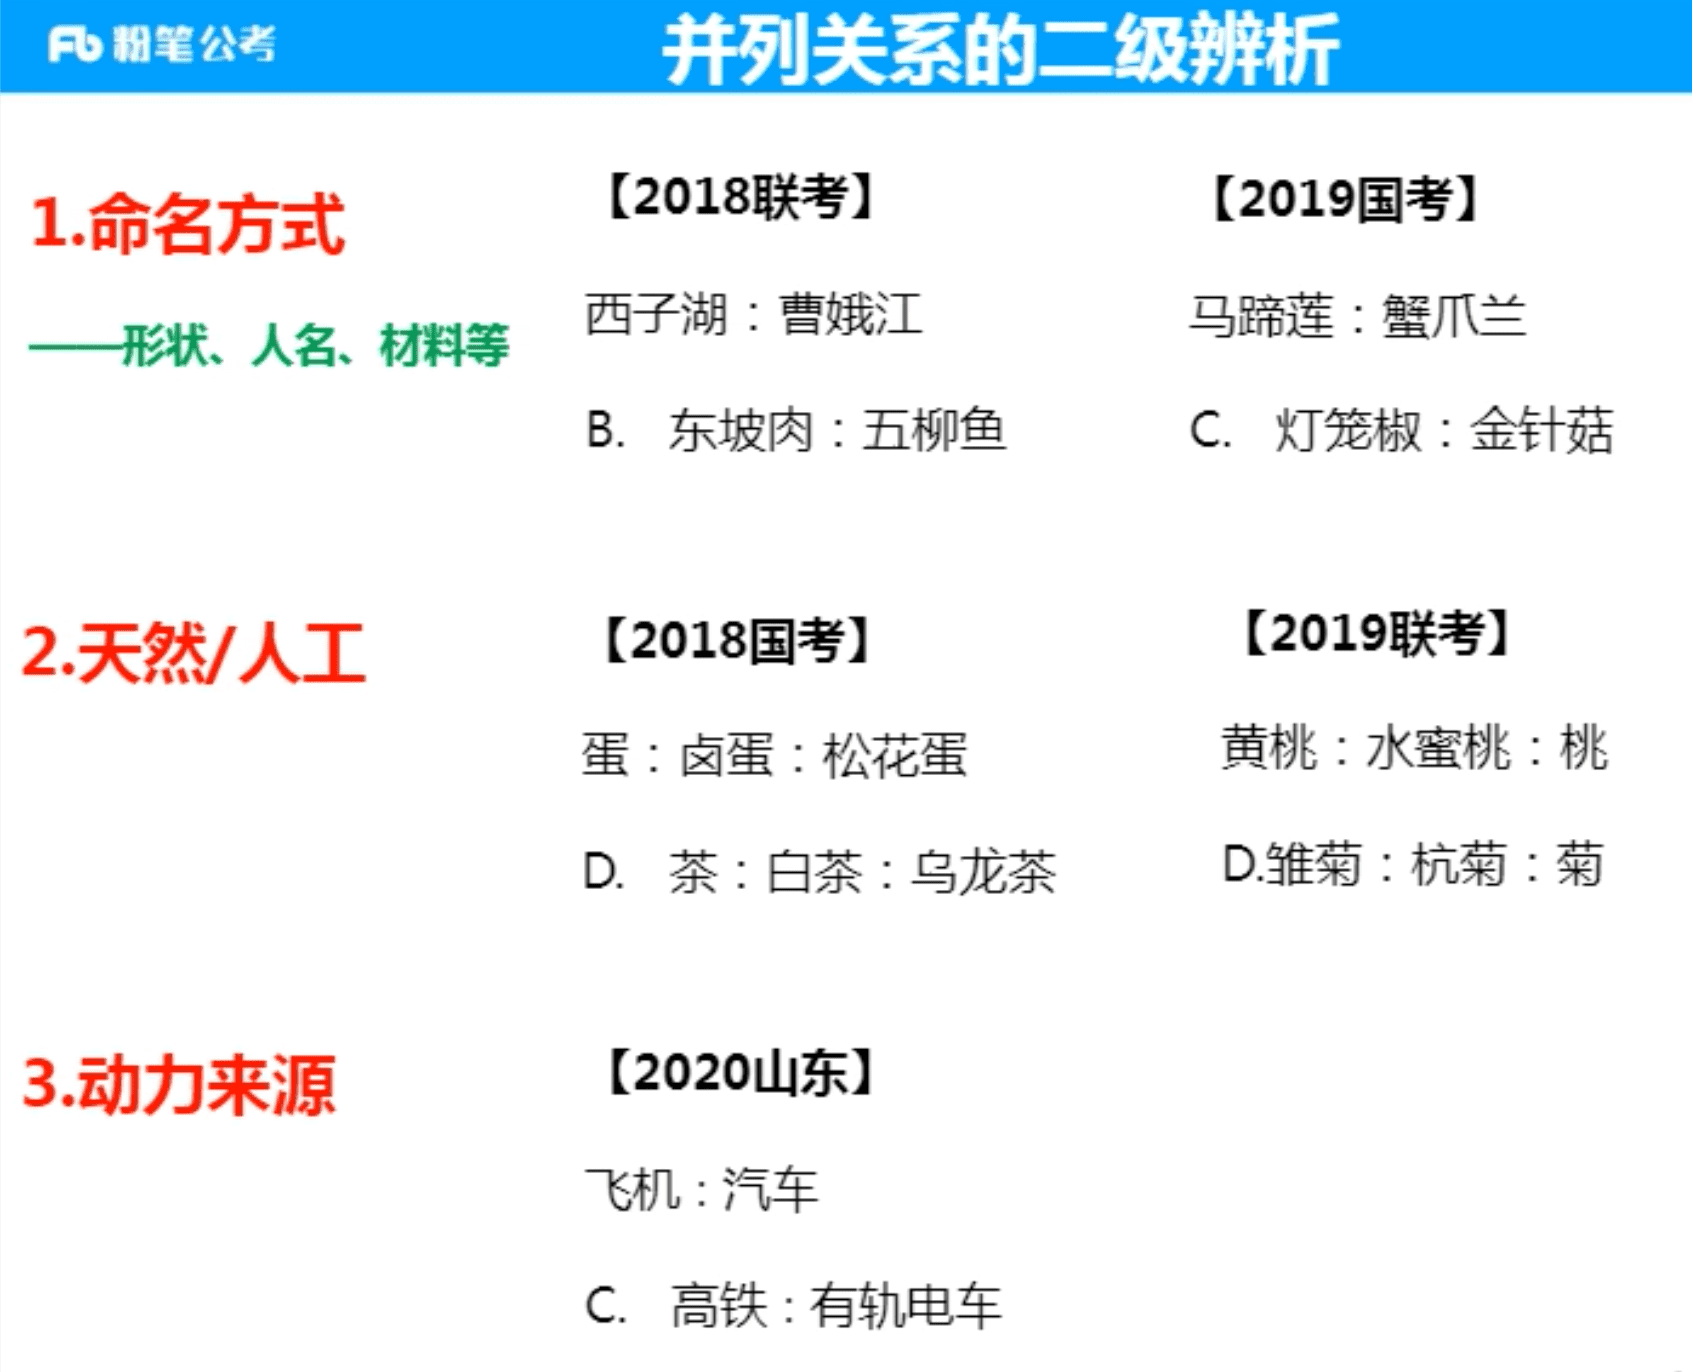 粉笔公考
并列关系的二级辨析
1.命名方式
——形状、人名、材料等
【2018联考】
西子湖：曹娥江
B. 东坡肉：五柳鱼
【2019国考】
马蹄莲：蟹爪兰
C. 灯笼椒：金针菇
2.天然/人工
【2018国考】
蛋：卤蛋：松花蛋
D. 茶：白茶：乌龙茶
【2019联考】
黄桃：水蜜桃：桃
D.雏菊：杭菊：菊
3.动力来源
【2020山东】
飞机：汽车
C. 高铁：有轨电车